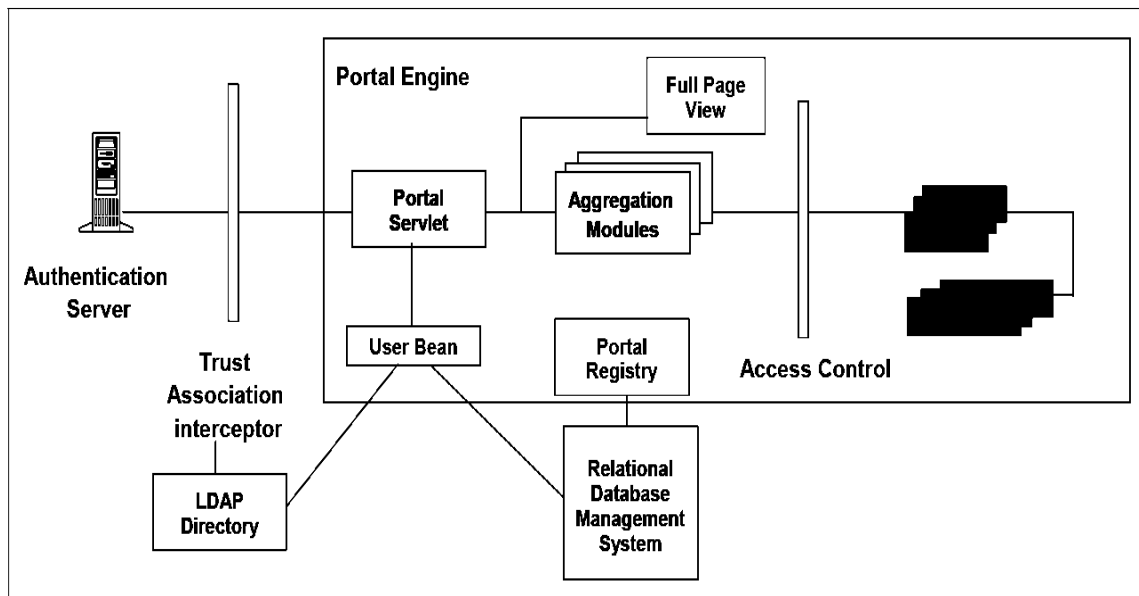 Portal Engine
Full Page
View
Portal
Servlet
Aggregation
Modules
Authentication
Server
User Bean
Portal
Registry
Access Control
Trust
Association
interceptor
LDAP
Directory
Relational
Database
Management
System